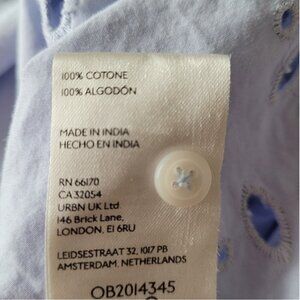 100% COTONE
100% ALGODÓN
MADE IN INDIA
HECHO EN INDIA
RN 66170
CA 32054
URBN UK Ltd.
146 Brick Lane,
LONDON, E1 6RU
LEIDSESTRAAT 32, 1017 PB
AMSTERDAM, NETHERLANDS
OB2014345